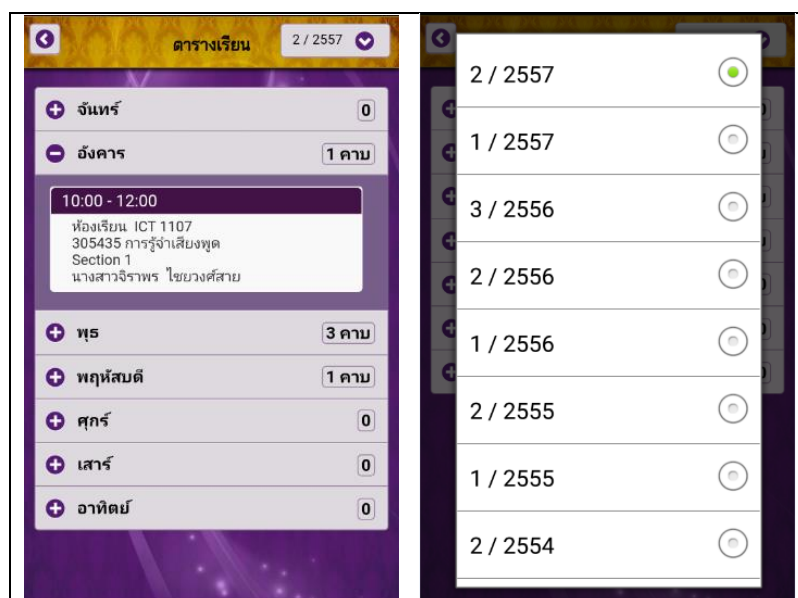 ตารางเรียน
2 / 2557
จันทร์
0
อังคาร
1 คาบ
10:00 - 12:00
ห้องเรียน ICT 1107
305435 การรู้จำเสียงพูด
Section 1
นางสาวจิราพร ไชยวงศ์สาย
พุธ
3 คาบ
พฤหัสบดี
1 คาบ
ศุกร์
0
เสาร์
0
อาทิตย์
0
2 / 2557
1 / 2557
3 / 2556
2 / 2556
1 / 2556
2 / 2555
1 / 2555
2 / 2554